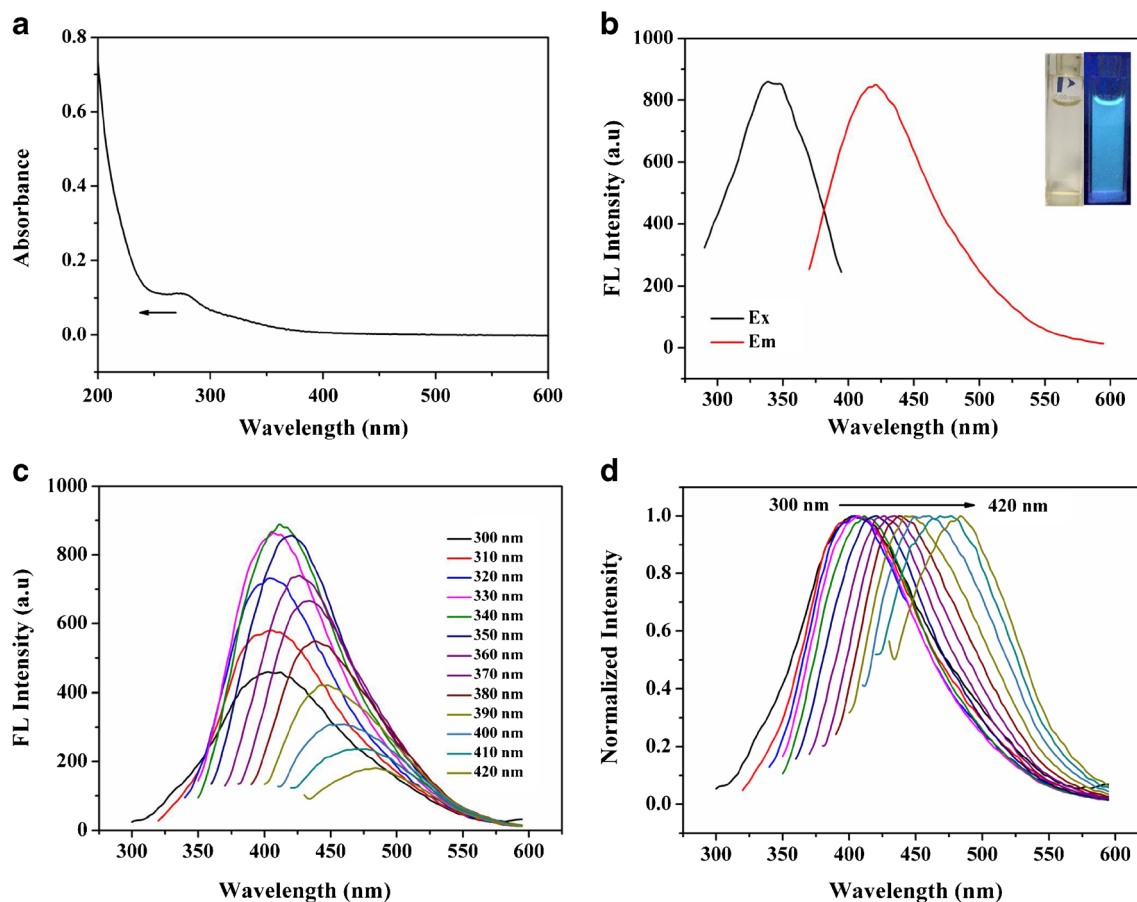 a
0.8
0.6
0.4
0.2
0.0
Absorbance
200
300
400
500
600
Wavelength (nm)
b
1000
800
600
400
200
0
FL Intensity (a.u)
Ex
Em
P
300
350
400
450
500
550
600
Wavelength (nm)
c
1000
800
600
400
200
0
FL Intensity (a.u)
300 nm
310 nm
320 nm
330 nm
340 nm
350 nm
360 nm
370 nm
380 nm
390 nm
400 nm
410 nm
420 nm
300
350
400
450
500
550
600
Wavelength (nm)
d
300 nm
420 nm
1.0
0.8
0.6
0.4
0.2
0.0
Normalized Intensity
300
350
400
450
500
550
600
Wavelength (nm)